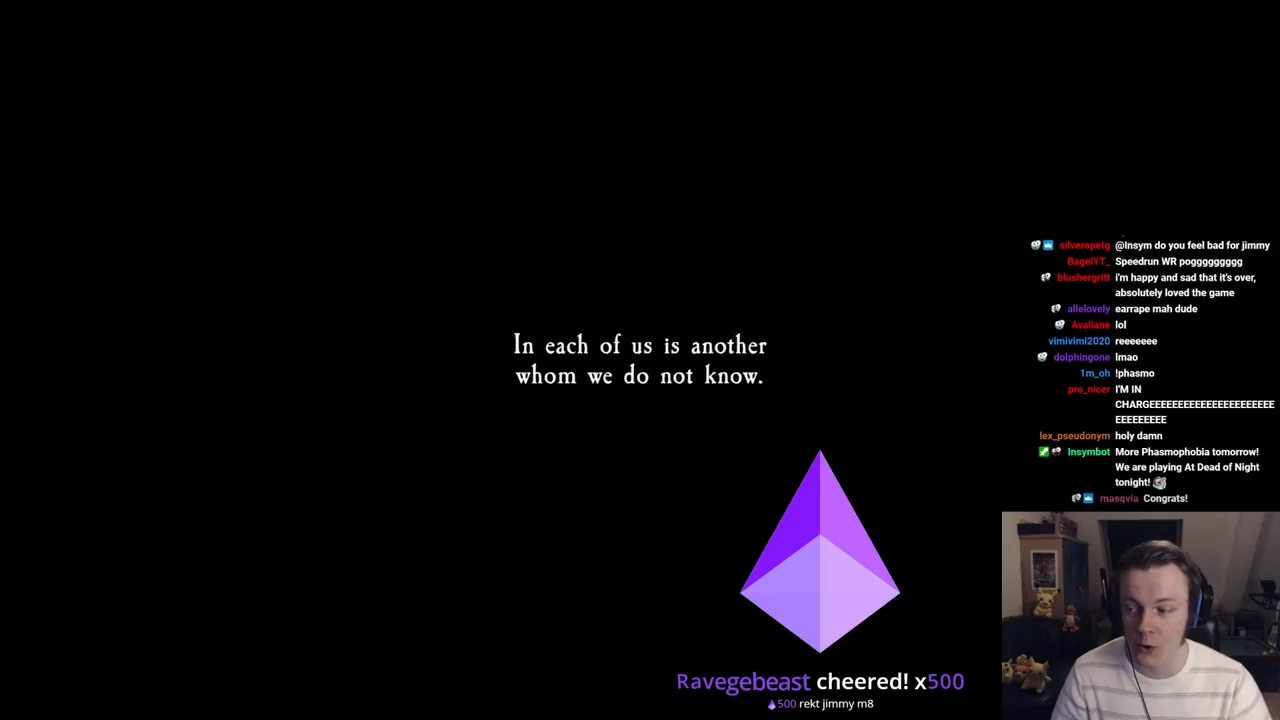 In each of us is another
whom we do not know.
silveropetg @Insym do you feel bad for jimmy
BagelYT_ Speedrun WR poggggggggg
blushergritt i'm happy and sad that it's over,
absolutely loved the game
allelovely earrape mah dude
Avaliane lol
vimivimi2020 reeeeeee
dolphingone lmao
1m_oh !phasmo
pro_nicer I'M IN
CHARGEEEEEEEEEEEEEEEEEEEEEE
EEEEEEEEE
lex_pseudonym holy damn
Insymbot More Phasmophobia tomorrow!
We are playing At Dead of Night
tonight!
masqvia Congrats!
Ravegebeast cheered! x500
500 rekt jimmy m8